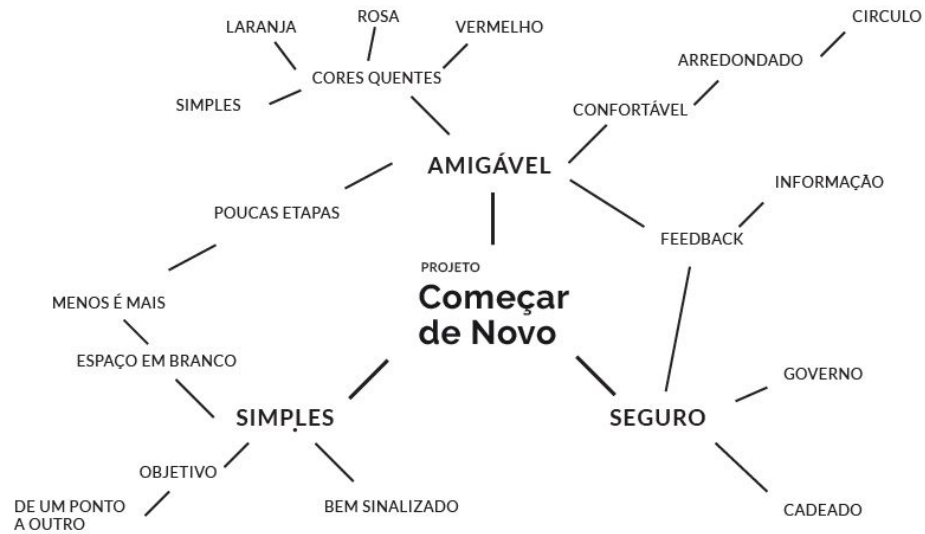 ROSA
CIRCULO
LARANJA
VERMELHO
ARREDONDADO
CORES QUENTES
SIMPLES
CONFORTÁVEL
AMIGÁVEL
INFORMAÇÃO
POUCAS ETAPAS
FEEDBACK
PROJETO
Começar
de Novo
MENOS É MAIS
ESPAÇO EM BRANCO
GOVERNO
SIMPLES
SEGURO
OBJETIVO
DE UM PONTO
A OUTRO
BEM SINALIZADO
CADEADO